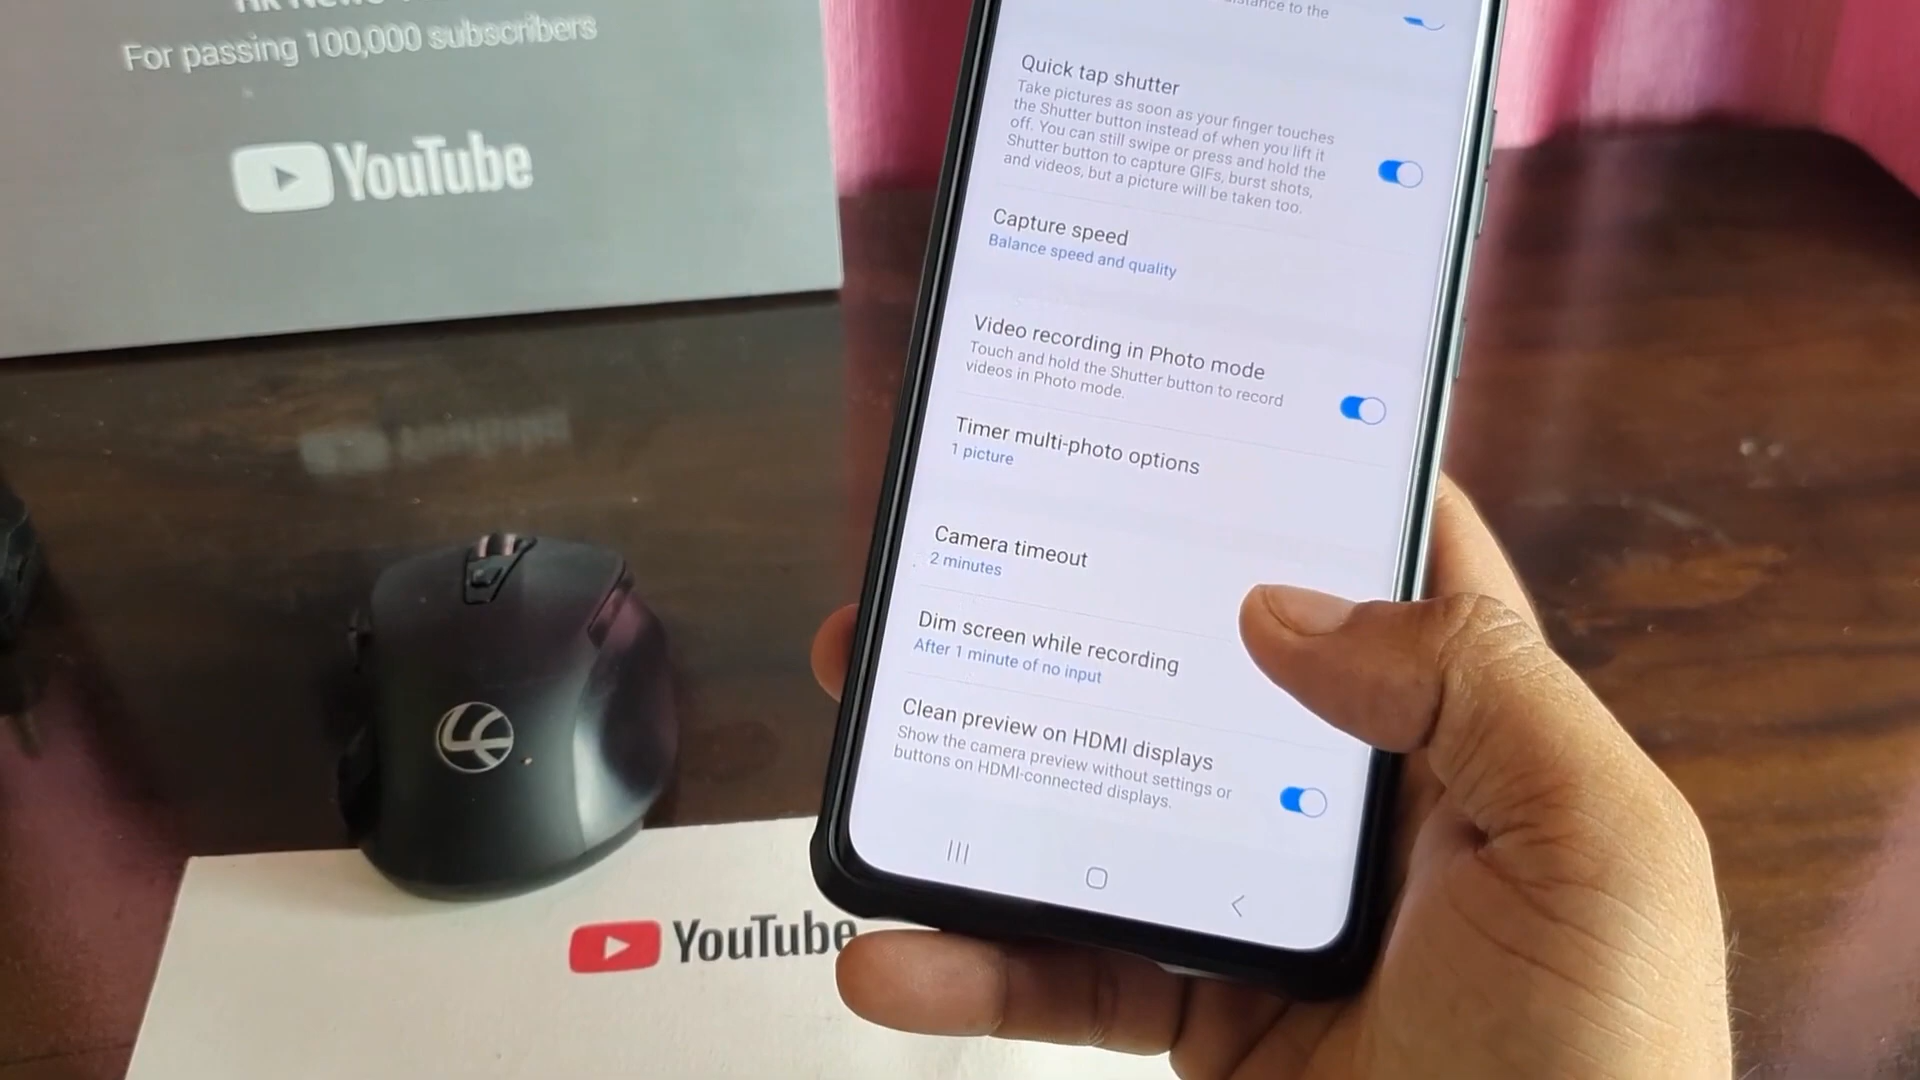 For passing 100,000 subscribers
YouTube
to the
Quick tap shutter
Take pictures as soon as your finger touches
the Shutter button instead of when you lift it
off. You can still swipe or press and hold the
Shutter button to capture GIFs, burst shots,
and videos, but a picture will be taken too.
Capture speed
Balance speed and quality
Video recording in Photo mode
Touch and hold the Shutter button to record
videos in Photo mode.
Timer multi-photo options
1 picture
Camera timeout
2 minutes
Dim screen while recording
After 1 minute of no input
Clean preview on HDMI displays
Show the camera preview without settings or
buttons on HDMI-connected displays.
YouTube